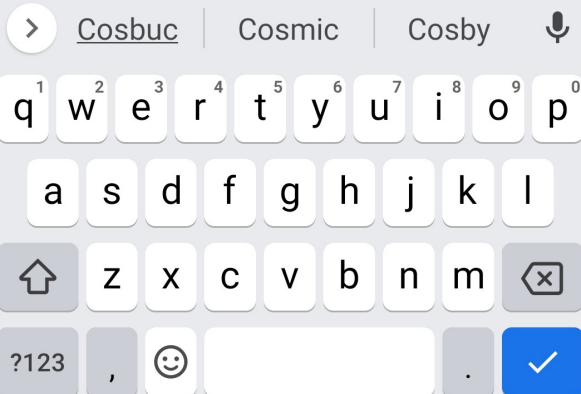 Cosbuc Cosmic Cosby
1 2 3 4 5 6 7 8 9 0
q w e r t y u i o p
a s d f g h j k l
z x c v b n m
?123 , .